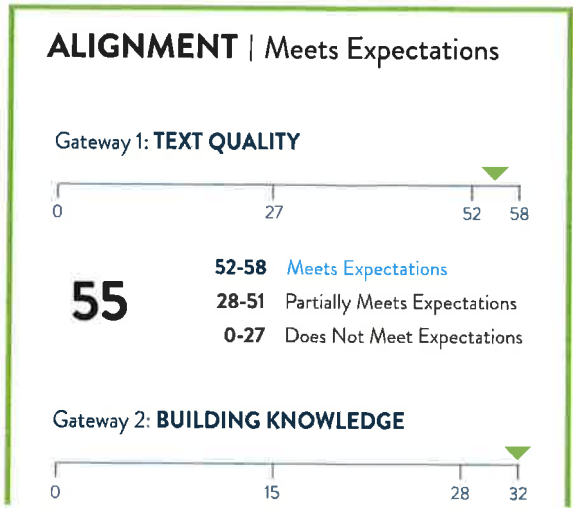 ALIGNMENT | Meets Expectations
Gateway 1: TEXT QUALITY
0 27 52 58
52-58 Meets Expectations
55 28-51 Partially Meets Expectations
0-27 Does Not Meet Expectations
Gateway 2: BUILDING KNOWLEDGE
0 15 28 32